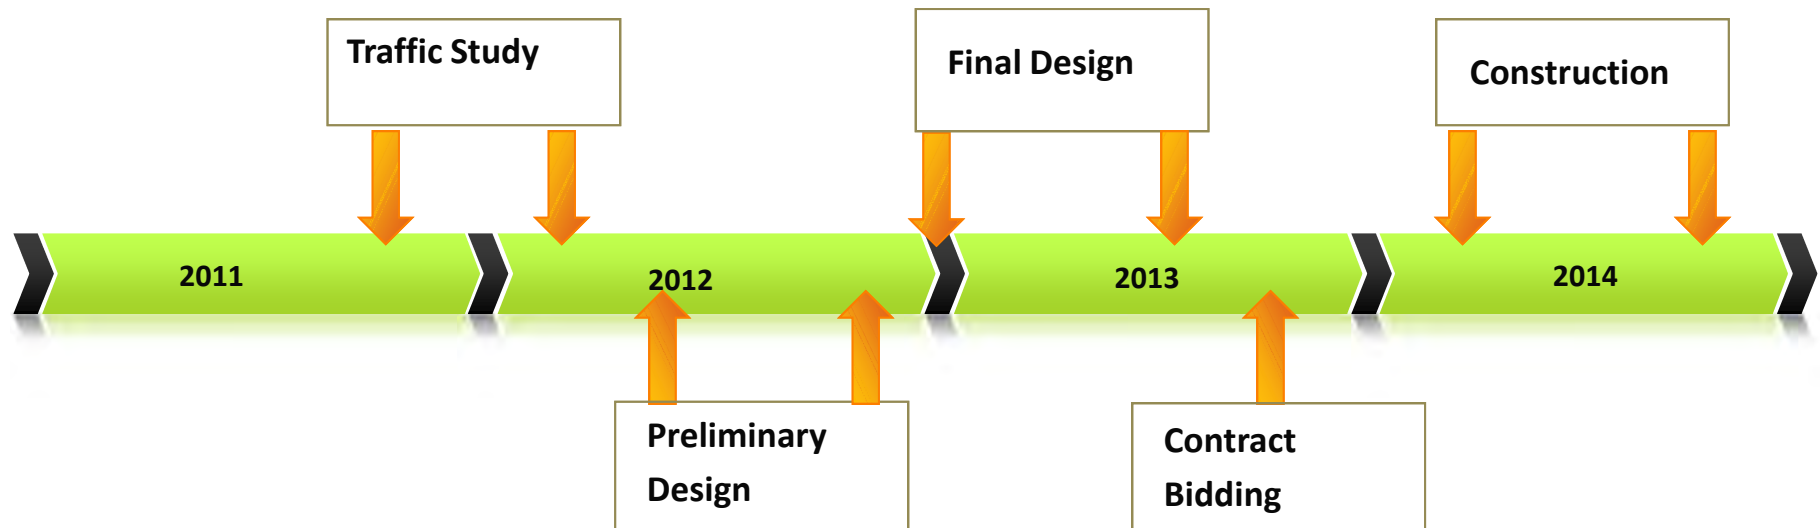 Traffic Study
Final Design
Construction
2011
2012
2013
2014
Preliminary
Design
Contract
Bidding